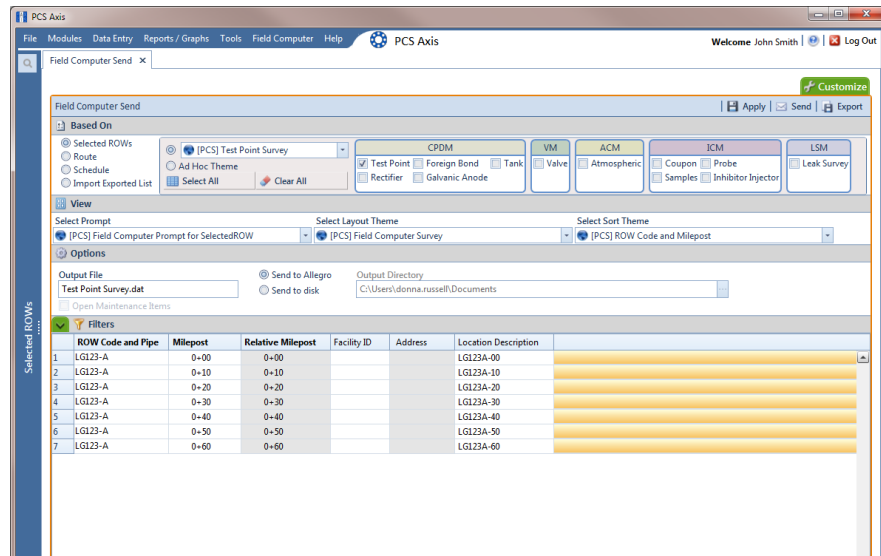 PCS Axis
File Modules Data Entry Reports / Graphs Tools Field Computer Help PCS Axis Welcome John Smith | | Log Out
Field Computer Send
Customize
Field Computer Send | Apply | Send | Export
Based On
Selected ROWs [PCS] Test Point Survey CPDM VM ACM ICM LSM
Route Ad Hoc Theme Test Point Foreign Bond Tank Valve Atmospheric Coupon Probe Leak Survey
Schedule Select All Clear All Rectifier Galvanic Anode Samples Inhibitor Injector
Import Exported List
View
Select Prompt Select Layout Theme Select Sort Theme
[PCS] Field Computer Prompt for SelectedROW [PCS] Field Computer Survey [PCS] ROW Code and Milepost
Options
Output File Send to Allegro Output Directory
Test Point Survey.dat Send to disk C:\Users\donna.russell\Documents
Open Maintenance Items
Selected ROWs
Filters
ROW Code and Pipe Milepost Relative Milepost Facility ID Address Location Description
1 LG123-A 0+00 0+00 LG123A-00
2 LG123-A 0+10 0+10 LG123A-10
3 LG123-A 0+20 0+20 LG123A-20
4 LG123-A 0+30 0+30 LG123A-30
5 LG123-A 0+40 0+40 LG123A-40
6 LG123-A 0+50 0+50 LG123A-50
7 LG123-A 0+60 0+60 LG123A-60